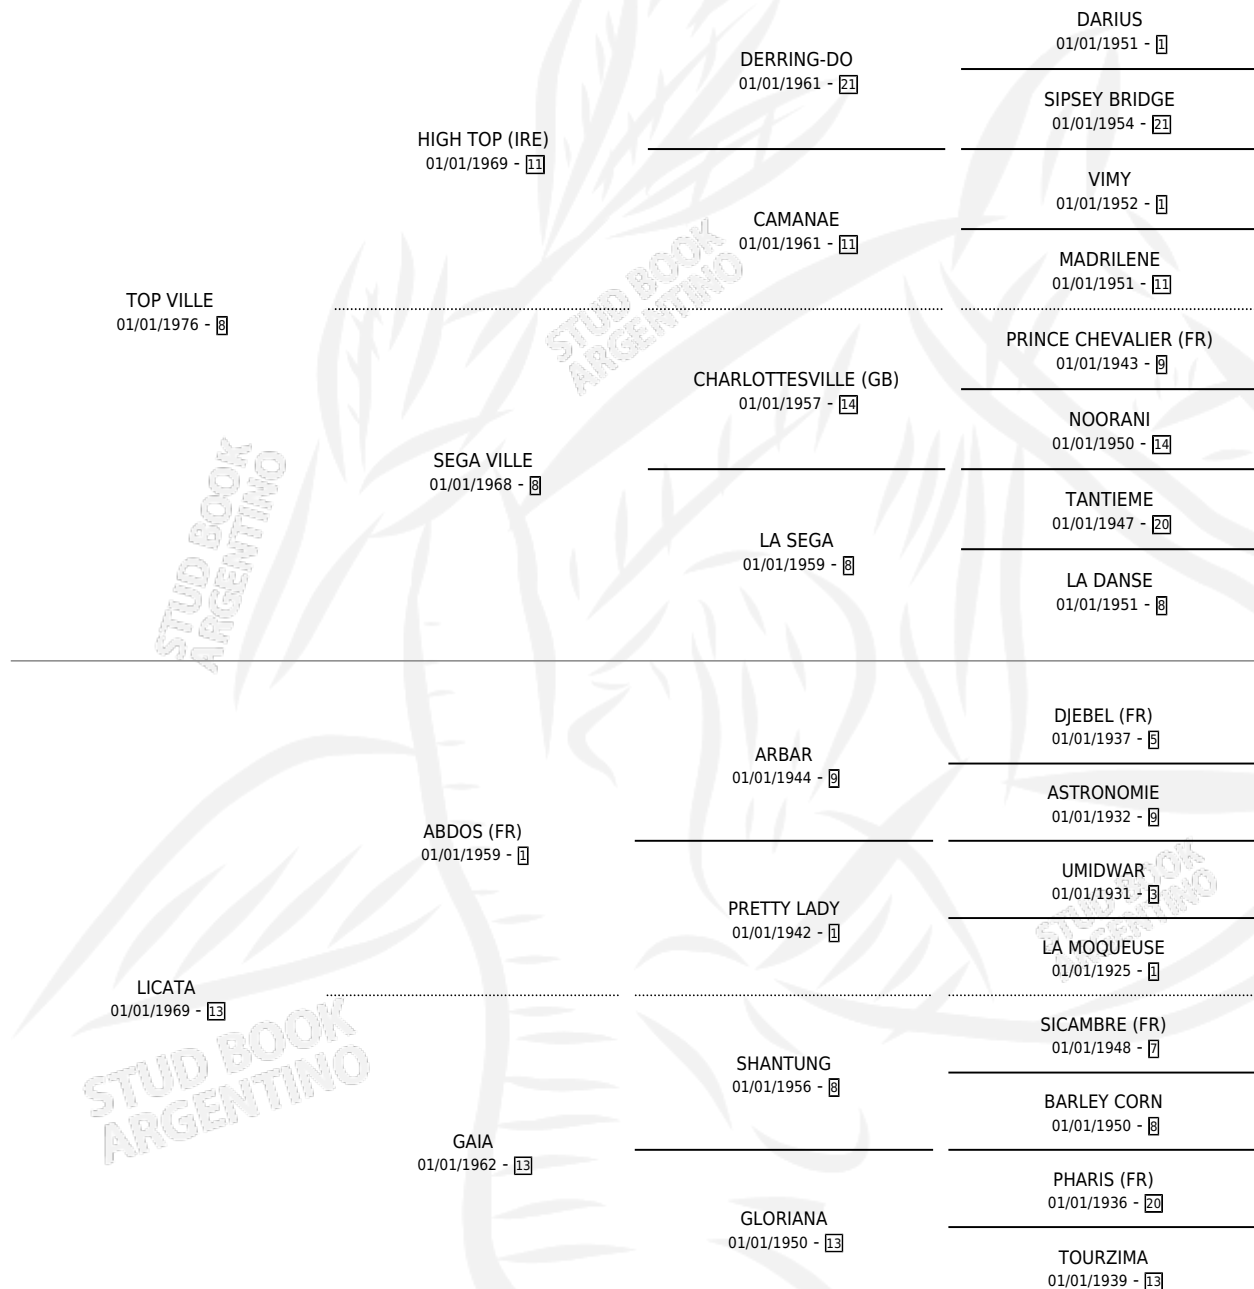 DARIUS
01/01/1951 - 1
DERRING-DO
01/01/1961 - 21
SIPSEY BRIDGE
01/01/1954 - 21
HIGH TOP (IRE)
01/01/1969 - 11
VIMY
01/01/1952 - 1
CAMANAE
01/01/1961 - 11
MADRILENE
01/01/1951 - 11
TOP VILLE
01/01/1976 - 8
PRINCE CHEVALIER (FR)
01/01/1943 - 9
CHARLOTTESVILLE (GB)
01/01/1957 - 14
NOORANI
01/01/1950 - 14
SEGA VILLE
01/01/1968 - 8
TANTIEME
01/01/1947 - 20
LA SEGA
01/01/1959 - 8
LA DANSE
01/01/1951 - 8
DJEBEL (FR)
01/01/1937 - 5
ARBAR
01/01/1944 - 9
ASTRONOMIE
01/01/1932 - 9
ABDOS (FR)
01/01/1959 - 1
UMIDWAR
01/01/1931 - 3
PRETTY LADY
01/01/1942 - 1
LA MOQUEUSE
01/01/1925 - 1
LICATA
01/01/1969 - 13
SICAMBRE (FR)
01/01/1948 - 7
SHANTUNG
01/01/1956 - 8
BARLEY CORN
01/01/1950 - 8
GAIA
01/01/1962 - 13
PHARIS (FR)
01/01/1936 - 20
GLORIANA
01/01/1950 - 13
TOURZIMA
01/01/1939 - 13
STUD BOOK
ARGENTINO
STUD BOOK
ARGENTINO
STUD BOOK
ARGENTINO
STUD BOOK
ARGENTINO